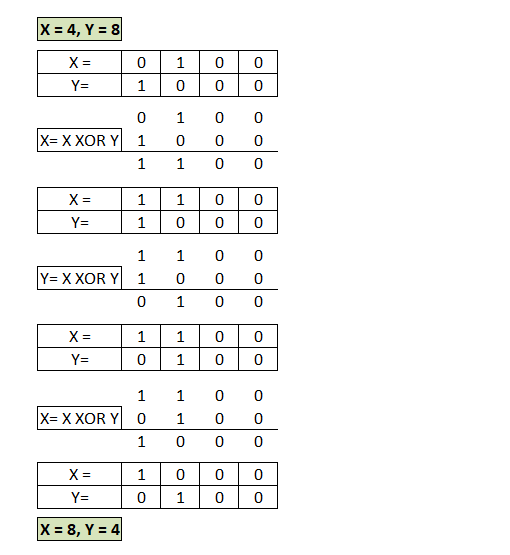 X = 4, Y = 8
X = 0 1 0 0
Y= 1 0 0 0
0 1 0 0
X= X XOR Y 1 0 0 0
1 1 0 0
X = 1 1 0 0
Y= 1 0 0 0
1 1 0 0
Y= X XOR Y 1 0 0 0
0 1 0 0
X = 1 1 0 0
Y= 0 1 0 0
1 1 0 0
X= X XOR Y 0 1 0 0
1 0 0 0
X = 1 0 0 0
Y= 0 1 0 0
X = 8, Y = 4